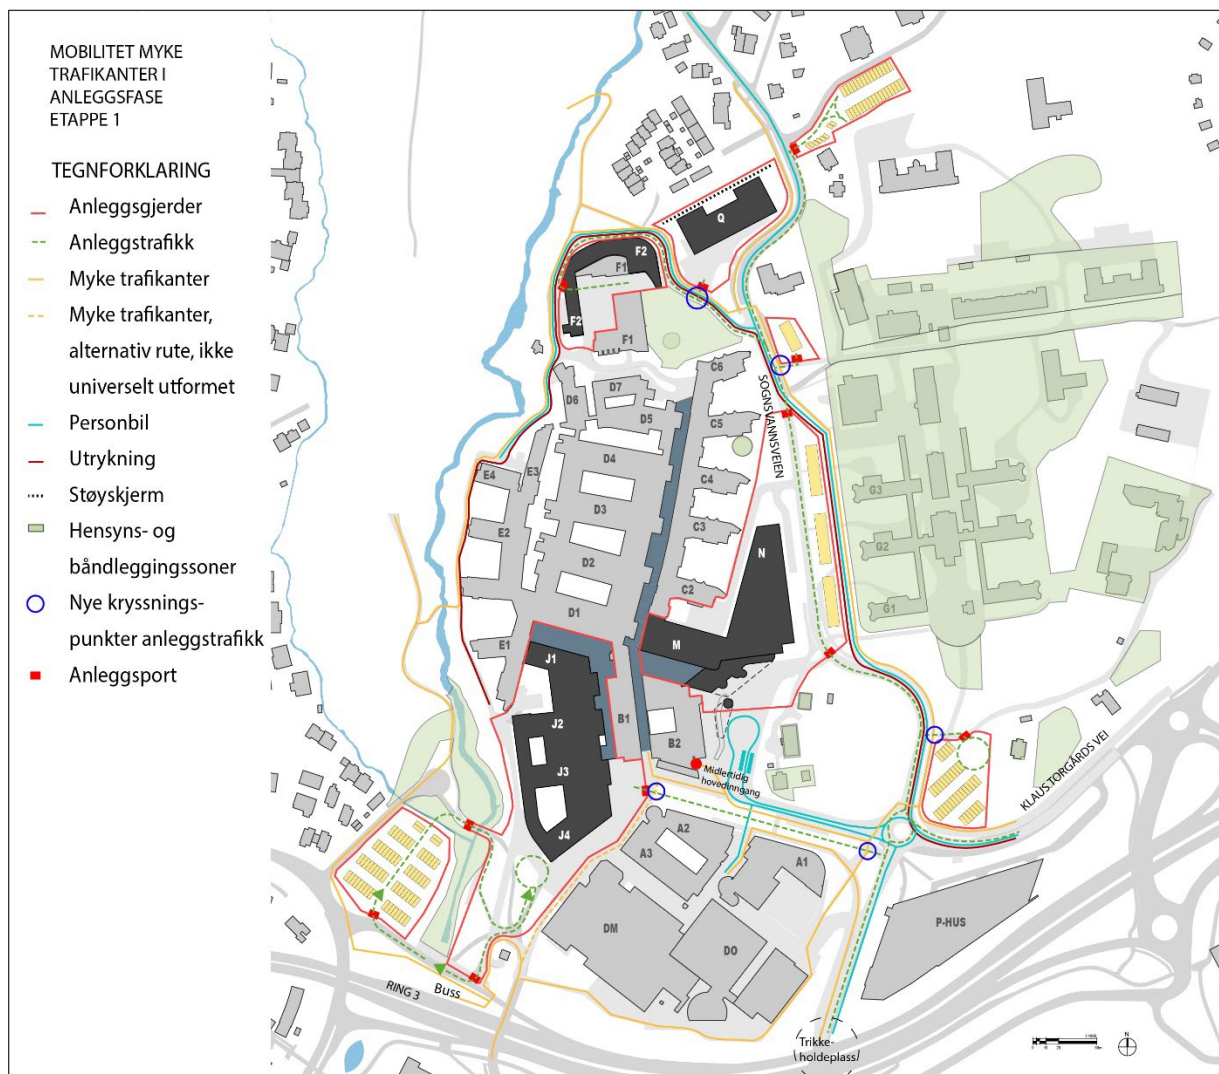 MOBILITET MYKE
TRAFIKANTER I
ANLEGGSFASE
ETAPPE 1
TEGNFORKLARING
Anleggsgjerder
Anleggstrafikk
Myke trafikanter
Myke trafikanter,
alternativ rute, ikke
universelt utformet
Personbil
Utrykning
Støyskjerm
Hensyns- og
båndleggingssoner
Nye kryssnings-
punkter anleggstrafikk
Anleggsport
Q
F2
F1
F2
F1
C6
D7
D6
D5
C5
SOGNSVANNSVEIEN
D4
E3
E4
C4
G3
D3
C3
E2
N
G2
D2
C2
D1
G1
E1
M
J1
J2
B1
B2
J3
Midlertidig
hovedinngang
KLAUS TORGÅRDS VEI
J4
A2
A3
A1
P-HUS
DM
DO
RING 3
Buss
Trikke-
holdeplass
N